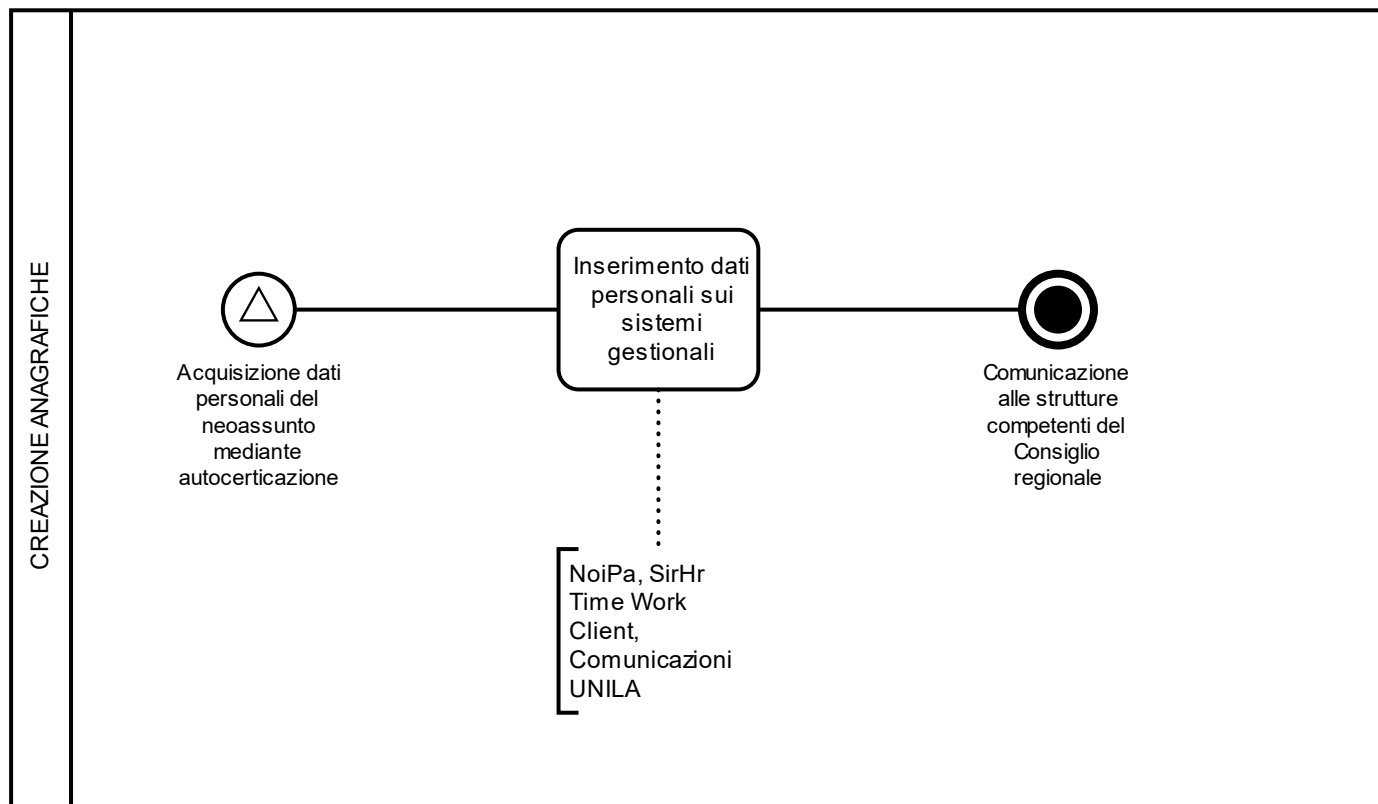 CREAZIONE ANAGRAFICHE
Acquisizione dati
personali del
neoassunto
mediante
autocerticazione
Inserimento dati
personali sui
sistemi
gestionali
Comunicazione
alle strutture
competenti del
Consiglio
regionale
NoiPa, SirHr
Time Work
Client,
Comunicazioni
UNILA